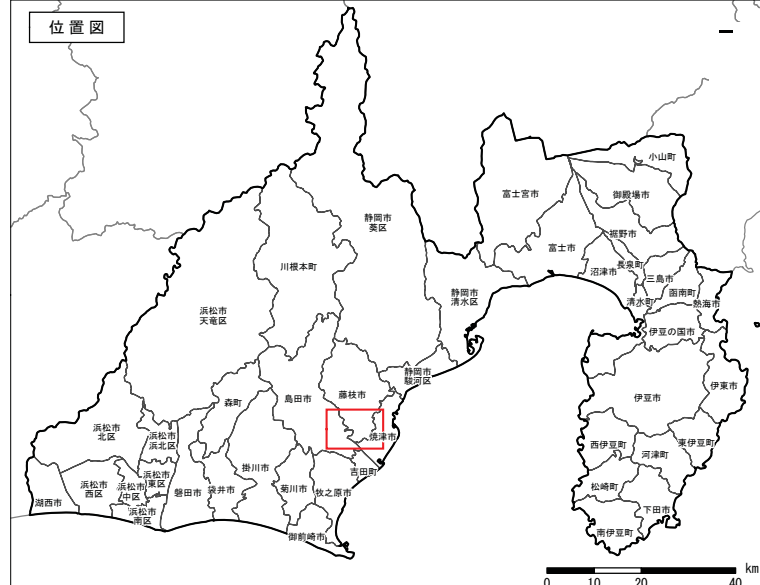 位置図
小山町
富士宮市
御殿場市
静岡市
葵区
裾野市
富士市
長泉町
川根本町
沼津市
三島市
静岡市
清水区
函南町
清水町
熱海市
浜松市
天竜区
伊豆の国市
静岡市
駿河区
伊豆市
伊東市
藤枝市
島田市
森町
浜松市
北区
浜松市
浜北区
焼津市
西伊豆町
東伊豆町
河津町
掛川市
吉田町
浜松市
東区
浜松市
西区
浜松市
中区
磐田市
袋井市
菊川市
牧之原市
松崎町
湖西市
浜松市
南区
下田市
御前崎市
南伊豆町
km
0 10 20 40